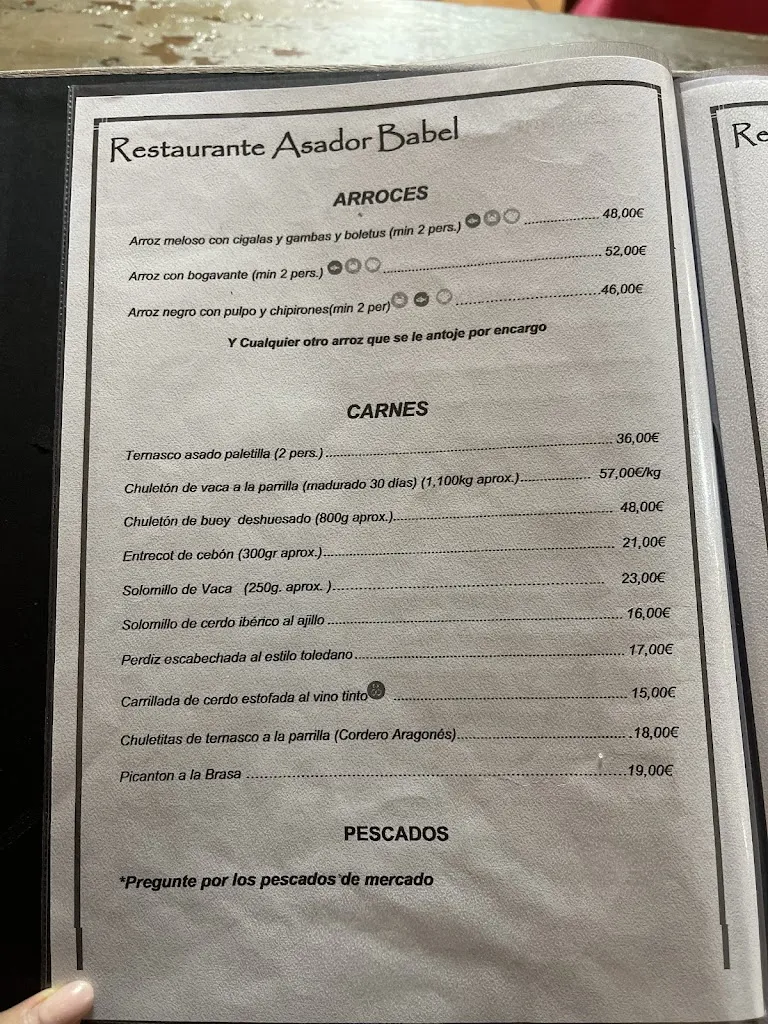 Restaurante Asador Babel
ARROCES
Arroz meloso con cigalas y gambas y boletus (min 2 pers.) ........................ 48,00€
Arroz con bogavante (min 2 pers.) ........................ 52,00€
Arroz negro con pulpo y chipirones(min 2 per) ........................ 46,00€
Y Cualquier otro arroz que se le antoje por encargo
CARNES
Ternasco asado paletilla (2 pers.) ........................ 36,00€
Chuletón de vaca a la parrilla (madurado 30 días) (1,100kg aprox.) ........................ 57,00€/kg
Chuletón de buey deshuesado (800g aprox.) ........................ 48,00€
Entrecot de cebón (300gr aprox.) ........................ 21,00€
Solomillo de Vaca (250g. aprox. ) ........................ 23,00€
Solomillo de cerdo ibérico al ajillo ........................ 16,00€
Perdiz escabechada al estilo toledano ........................ 17,00€
Carrillada de cerdo estofada al vino tinto ........................ 15,00€
Chuletitas de ternasco a la parrilla (Cordero Aragonés) ........................ 18,00€
Picanton a la Brasa ........................ 19,00€
PESCADOS
*Pregunte por los pescados de mercado
Re